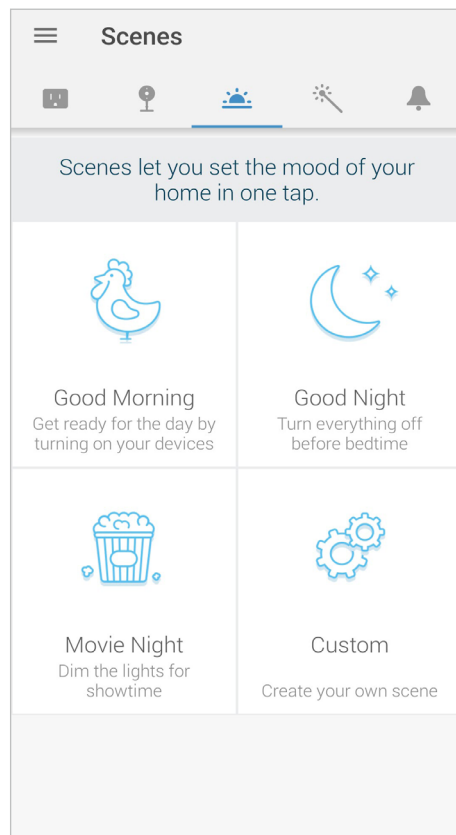 Scenes
Scenes let you set the mood of your
home in one tap.
Good Morning
Get ready for the day by
turning on your devices
Good Night
Turn everything off
before bedtime
Movie Night
Dim the lights for
showtime
Custom
Create your own scene